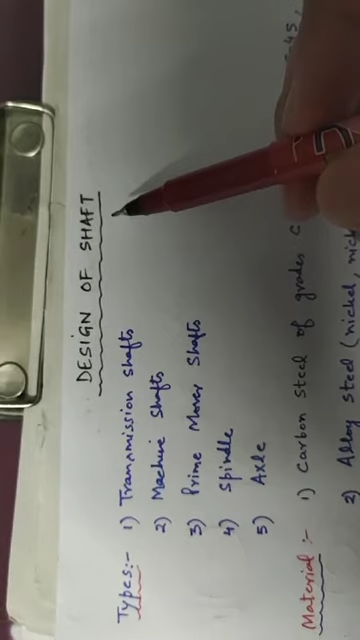 DESIGN OF SHAFT
Types:- 1) Transmission shafts
2) Machine Shafts
3) Prime Mover Shafts
4) Spindle
5) Axle
Material:- 1) Carbon steel of grades C
2) Alloy steel (nickel,